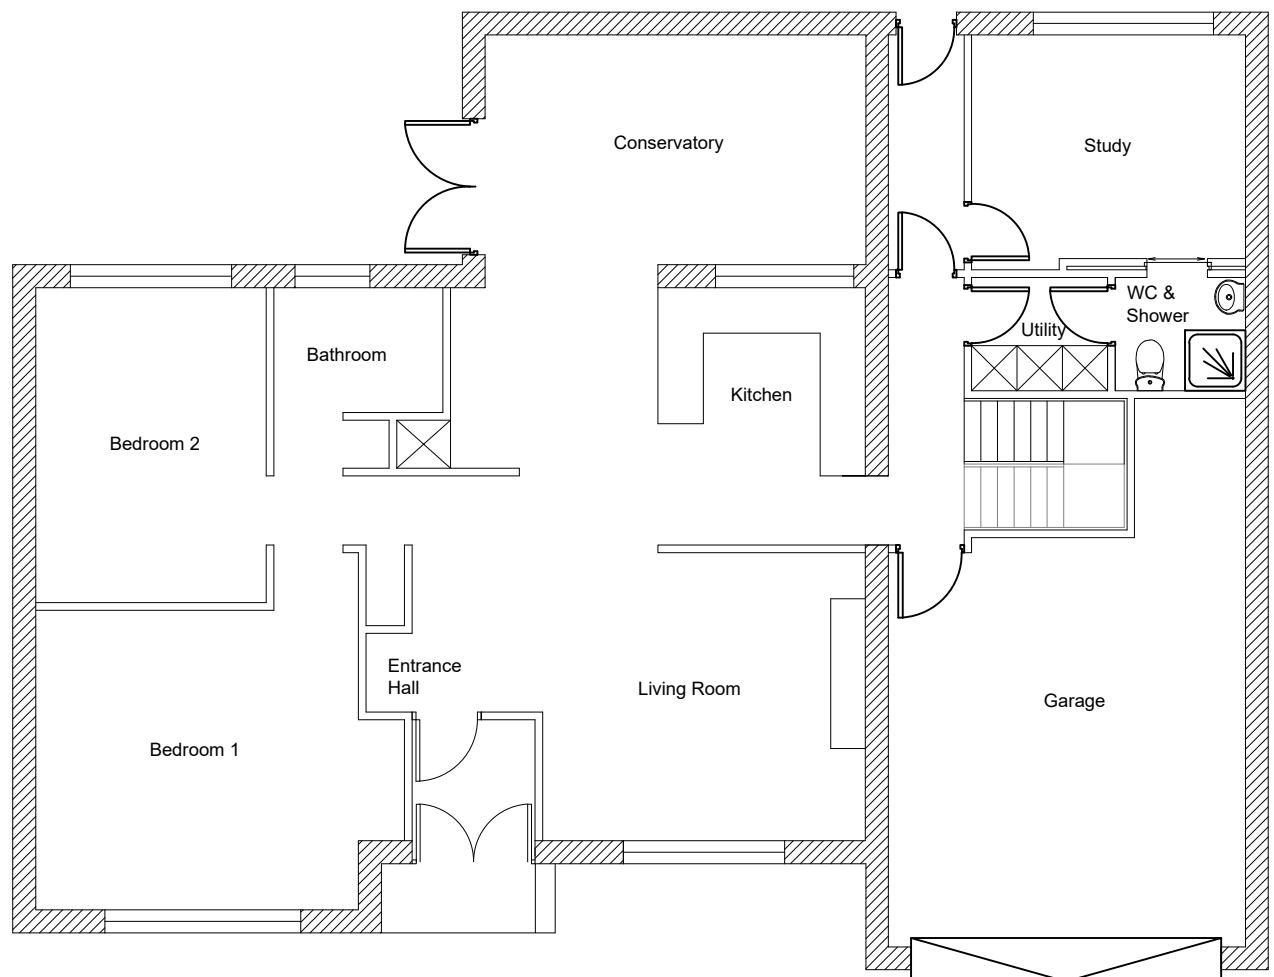 Conservatory
Study
WC &
Shower
Utility
Bathroom
Kitchen
Bedroom 2
Entrance
Hall
Living Room
Garage
Bedroom 1